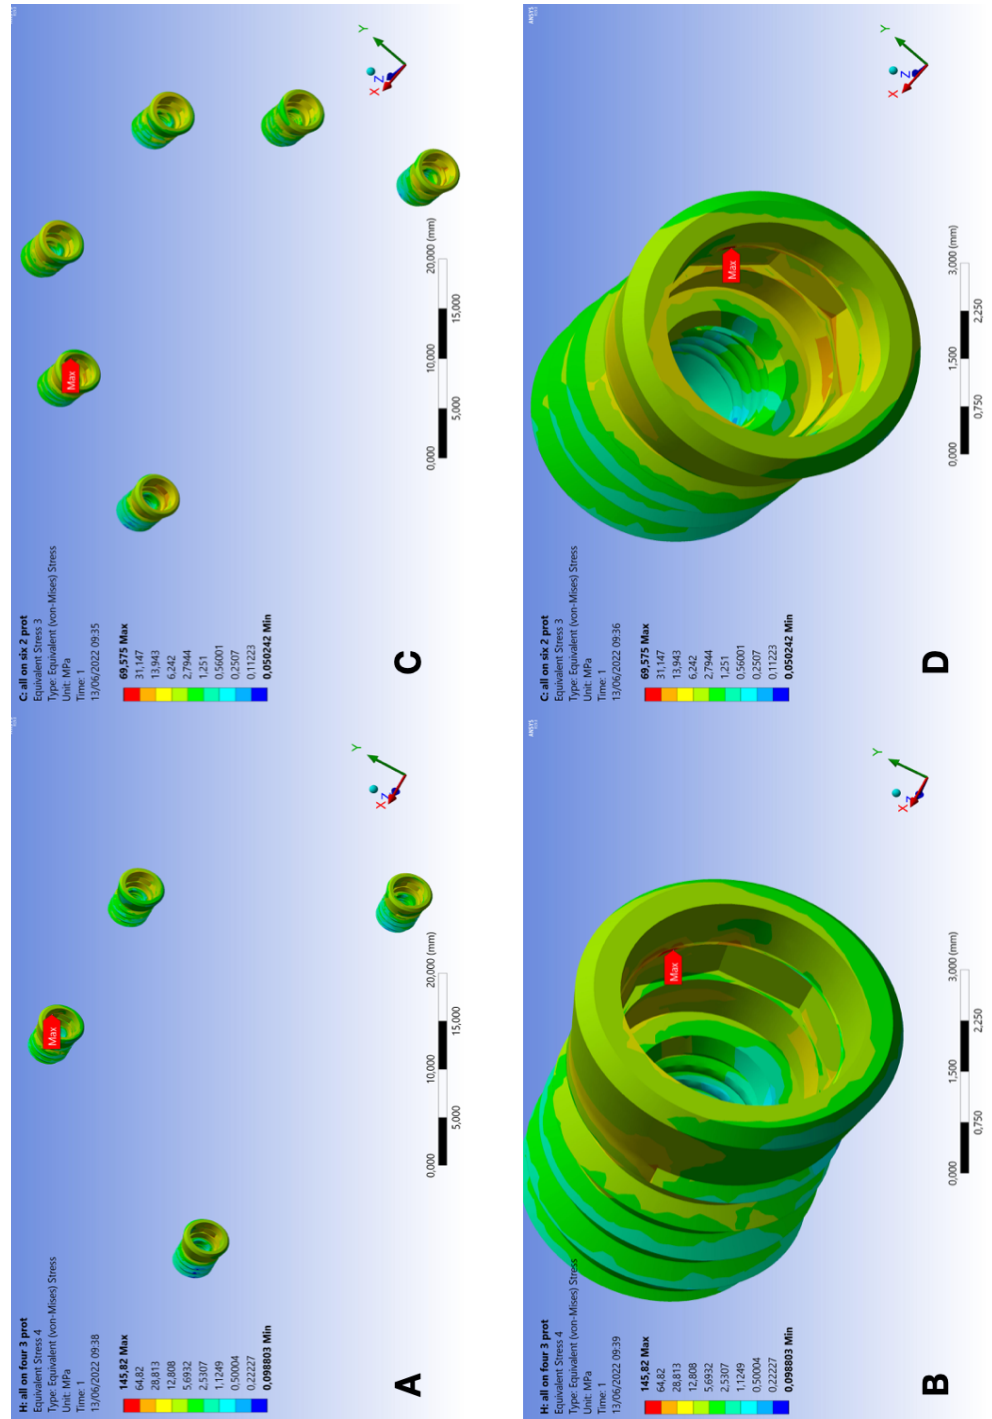 H: all on four 3 prot
Equivalent Stress 4
Type: Equivalent (von-Mises) Stress
Unit: MPa
Time: 1
13/06/2022 09:38
145,82 Max
64,82
28,813
12,808
5,6932
2,5307
1,1249
0,50004
0,22227
0,098803 Min
Max
0,000
5,000
10,000
15,000
20,000 (mm)
X
Y
Z
A
H: all on four 3 prot
Equivalent Stress 4
Type: Equivalent (von-Mises) Stress
Unit: MPa
Time: 1
13/06/2022 09:39
145,82 Max
64,82
28,813
12,808
5,6932
2,5307
1,1249
0,50004
0,22227
0,098803 Min
ANSYS
Max
0,000
0,750
1,500
2,250
3,000 (mm)
X
Y
Z
B
C: all on six 2 prot
Equivalent Stress 3
Type: Equivalent (von-Mises) Stress
Unit: MPa
Time: 1
13/06/2022 09:35
69,575 Max
31,147
13,943
6,242
2,7944
1,251
0,56001
0,2507
0,11223
0,050242 Min
Max
0,000
5,000
10,000
15,000
20,000 (mm)
X
Y
Z
C
C: all on six 2 prot
Equivalent Stress 3
Type: Equivalent (von-Mises) Stress
Unit: MPa
Time: 1
13/06/2022 09:36
69,575 Max
31,147
13,943
6,242
2,7944
1,251
0,56001
0,2507
0,11223
0,050242 Min
ANSYS
Max
0,000
0,750
1,500
2,250
3,000 (mm)
X
Y
Z
D